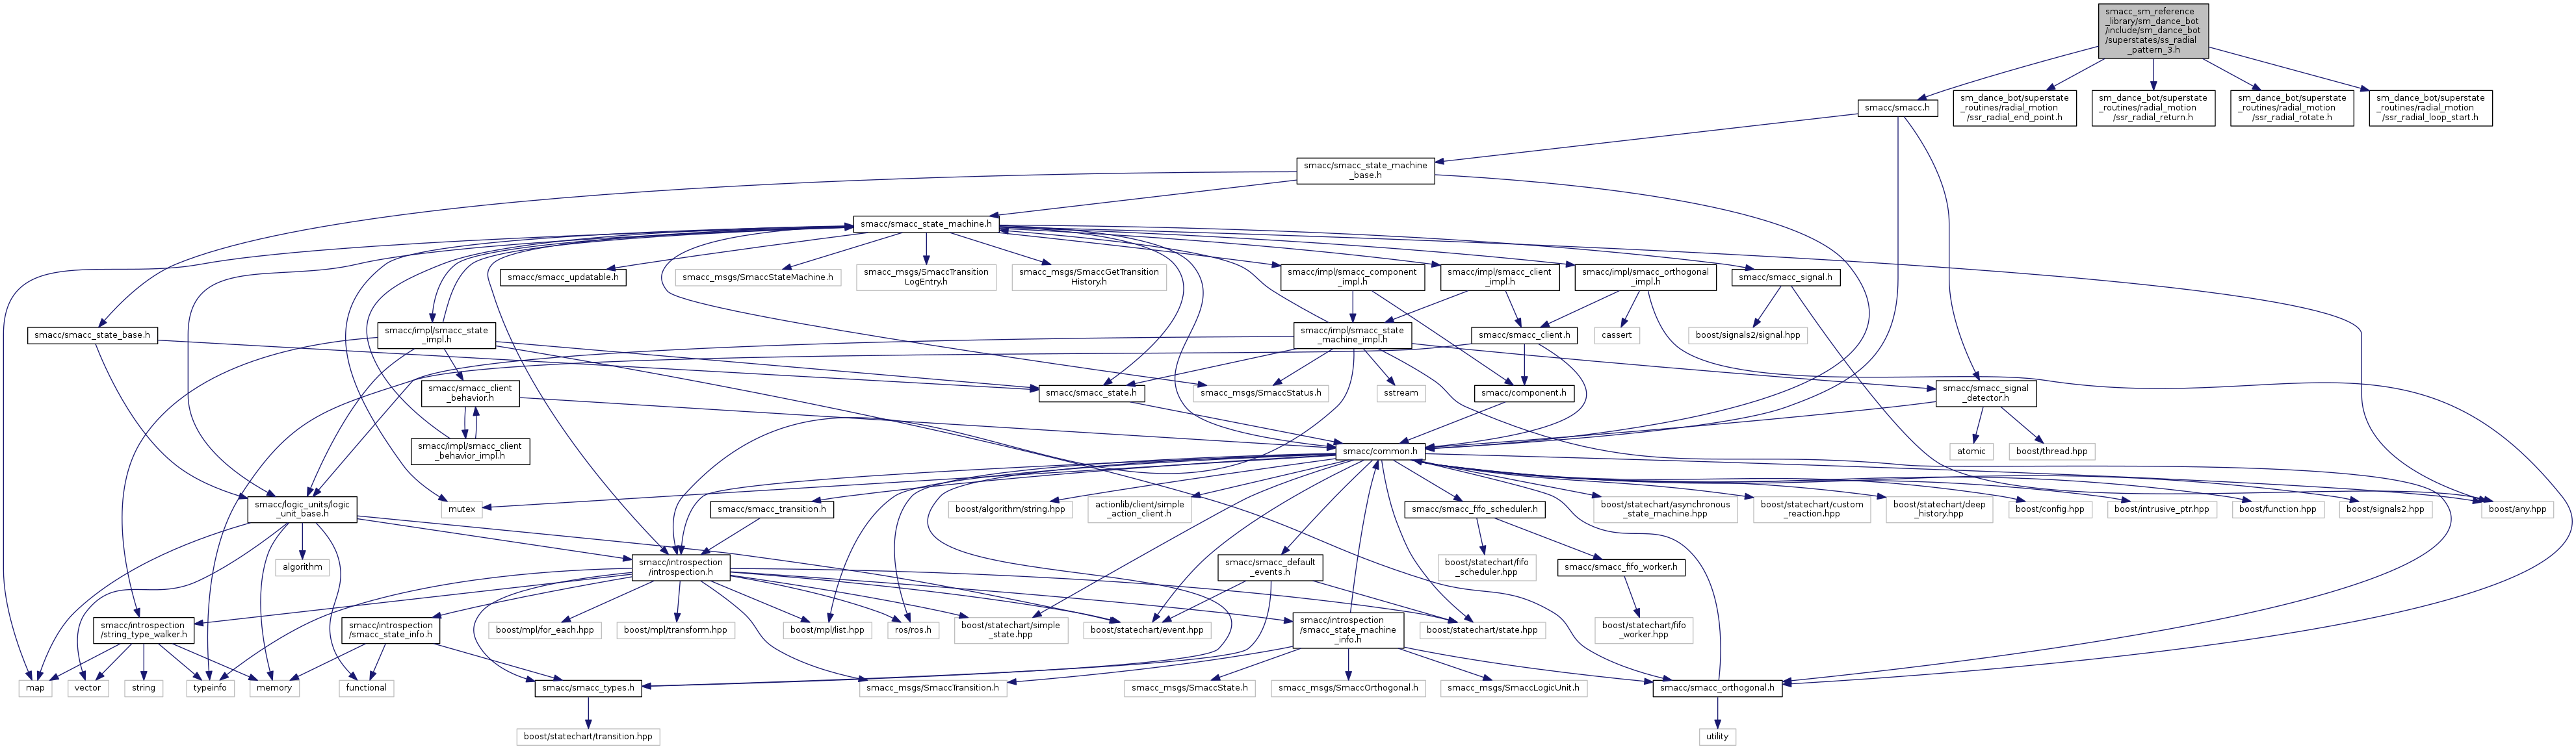 smacc_sm_reference
_library/sm_dance_bot
/include/sm_dance_bot
/superstates/ss_radial
_pattern_3.h
smacc/smacc.h
sm_dance_bot/superstate
_routines/radial_motion
/ssr_radial_end_point.h
sm_dance_bot/superstate
_routines/radial_motion
/ssr_radial_return.h
sm_dance_bot/superstate
_routines/radial_motion
/ssr_radial_rotate.h
sm_dance_bot/superstate
_routines/radial_motion
/ssr_radial_loop_start.h
smacc/smacc_state_machine
_base.h
smacc/smacc_state_machine.h
smacc/smacc_updatable.h
smacc_msgs/SmaccStateMachine.h
smacc_msgs/SmaccTransition
LogEntry.h
smacc_msgs/SmaccGetTransition
History.h
smacc/impl/smacc_component
_impl.h
smacc/impl/smacc_client
_impl.h
smacc/impl/smacc_orthogonal
_impl.h
smacc/smacc_signal.h
smacc/smacc_state_base.h
smacc/impl/smacc_state
_impl.h
smacc/impl/smacc_state
_machine_impl.h
smacc/smacc_client.h
cassert
boost/signals2/signal.hpp
smacc/smacc_client
_behavior.h
smacc/smacc_state.h
smacc_msgs/SmaccStatus.h
sstream
smacc/component.h
smacc/smacc_signal
_detector.h
smacc/impl/smacc_client
_behavior_impl.h
smacc/common.h
atomic
boost/thread.hpp
smacc/logic_units/logic
_unit_base.h
mutex
smacc/smacc_transition.h
boost/algorithm/string.hpp
actionlib/client/simple
_action_client.h
smacc/smacc_fifo_scheduler.h
boost/statechart/asynchronous
_state_machine.hpp
boost/statechart/custom
_reaction.hpp
boost/statechart/deep
_history.hpp
boost/config.hpp
boost/intrusive_ptr.hpp
boost/function.hpp
boost/signals2.hpp
boost/any.hpp
algorithm
smacc/introspection
/introspection.h
smacc/smacc_default
_events.h
boost/statechart/fifo
_scheduler.hpp
smacc/smacc_fifo_worker.h
smacc/introspection
/string_type_walker.h
smacc/introspection
/smacc_state_info.h
boost/mpl/for_each.hpp
boost/mpl/transform.hpp
boost/mpl/list.hpp
ros/ros.h
boost/statechart/simple
_state.hpp
boost/statechart/event.hpp
smacc/introspection
/smacc_state_machine
_info.h
boost/statechart/state.hpp
boost/statechart/fifo
_worker.hpp
map
vector
string
typeinfo
memory
functional
smacc/smacc_types.h
smacc_msgs/SmaccTransition.h
smacc_msgs/SmaccState.h
smacc_msgs/SmaccOrthogonal.h
smacc_msgs/SmaccLogicUnit.h
smacc/smacc_orthogonal.h
boost/statechart/transition.hpp
utility